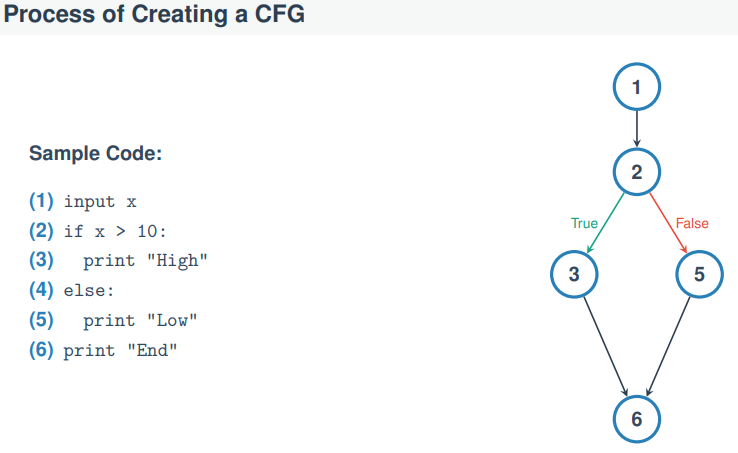 Process of Creating a CFG
Sample Code:
(1) input x
(2) if x > 10:
(3) print "High"
(4) else:
(5) print "Low"
(6) print "End"
1
2
True
False
3
5
6